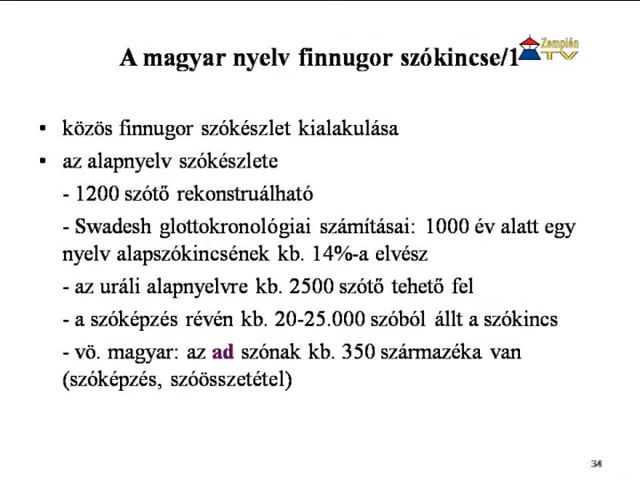 A magyar nyelv finnugor szókincse/1
Zemplén
TV
• közös finnugor szókészlet kialakulása
• az alapnyelv szókészlete
- 1200 szótő rekonstruálható
- Swadesh glottokronológiai számításai: 1000 év alatt egy
nyelv alapszókincsének kb. 14%-a elvész
- az uráli alapnyelvre kb. 2500 szótő tehető fel
- a szóképzés révén kb. 20-25.000 szóból állt a szókincs
- vö. magyar: az ad szónak kb. 350 származéka van
(szóképzés, szóösszetétel)
34